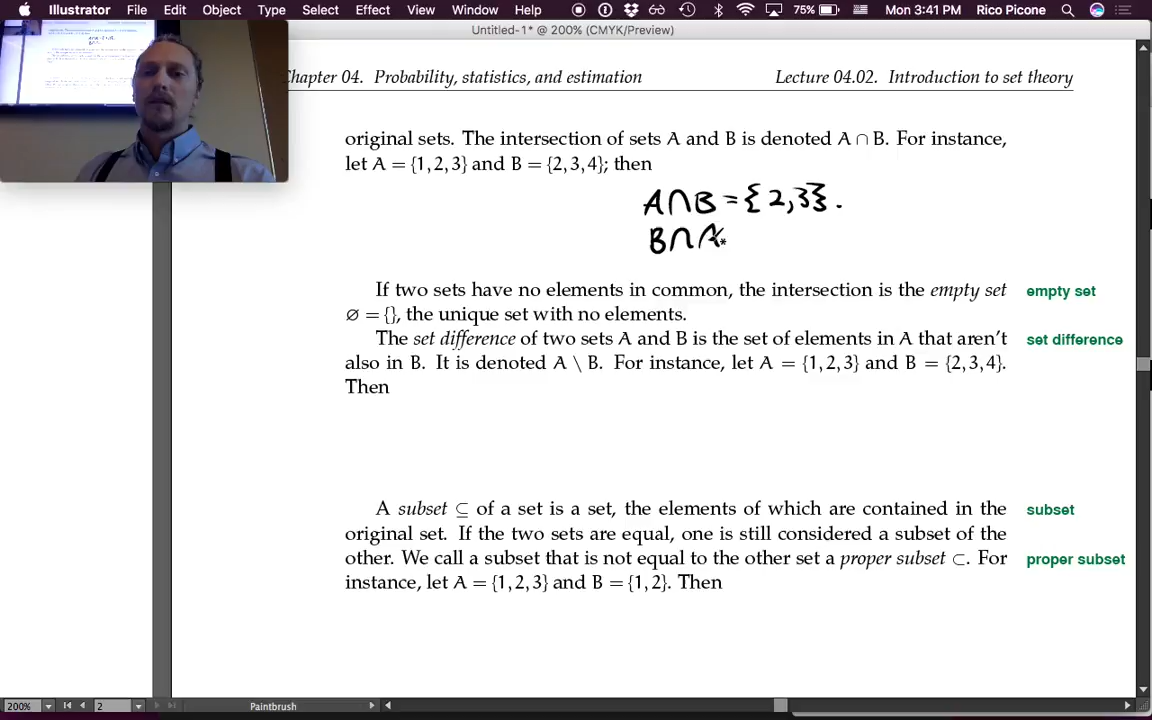 Illustrator File Edit Object Type Select Effect View Window Help 75% Mon 3:41 PM Rico Picone
Untitled-1* @ 200% (CMYK/Preview)
Chapter 04. Probability, statistics, and estimation Lecture 04.02. Introduction to set theory
original sets. The intersection of sets A and B is denoted A ∩ B. For instance,
let A = {1, 2, 3} and B = {2, 3, 4}; then
A∩B = {2,3}.
B∩A
If two sets have no elements in common, the intersection is the empty set empty set
∅ = {}, the unique set with no elements.
The set difference of two sets A and B is the set of elements in A that aren't set difference
also in B. It is denoted A \ B. For instance, let A = {1, 2, 3} and B = {2, 3, 4}.
Then
A subset ⊆ of a set is a set, the elements of which are contained in the subset
original set. If the two sets are equal, one is still considered a subset of the
other. We call a subset that is not equal to the other set a proper subset ⊂. For proper subset
instance, let A = {1, 2, 3} and B = {1, 2}. Then
200% 2 Paintbrush